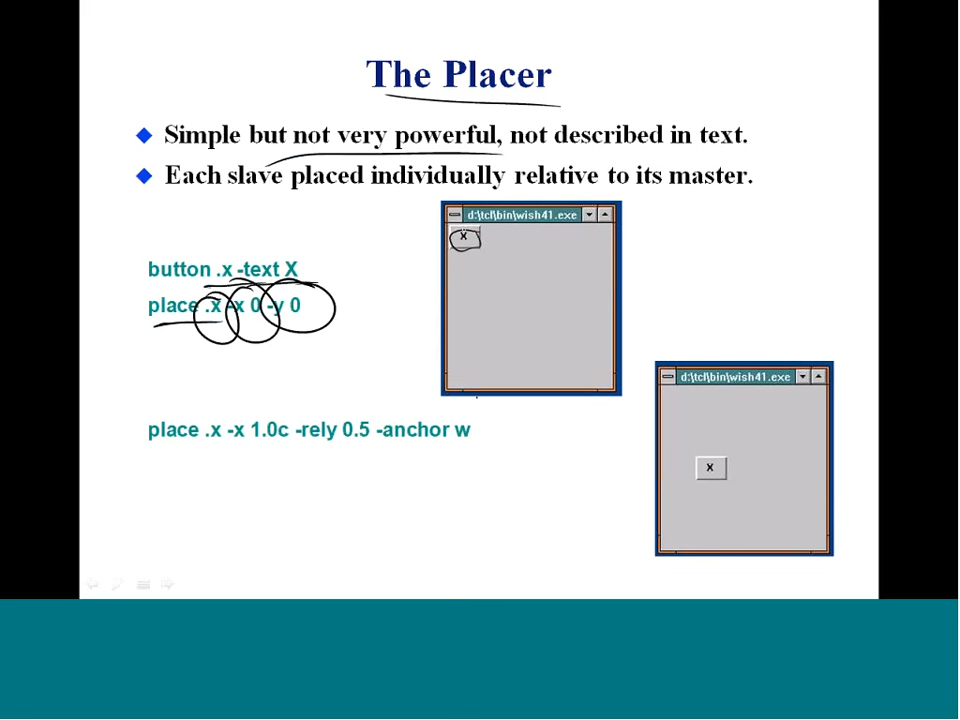 The Placer
Simple but not very powerful, not described in text.
Each slave placed individually relative to its master.
d:\tcl\bin\wish41.exe
X
button .x -text X
place .x -x 0 -y 0
d:\tcl\bin\wish41.exe
X
place .x -x 1.0c -rely 0.5 -anchor w